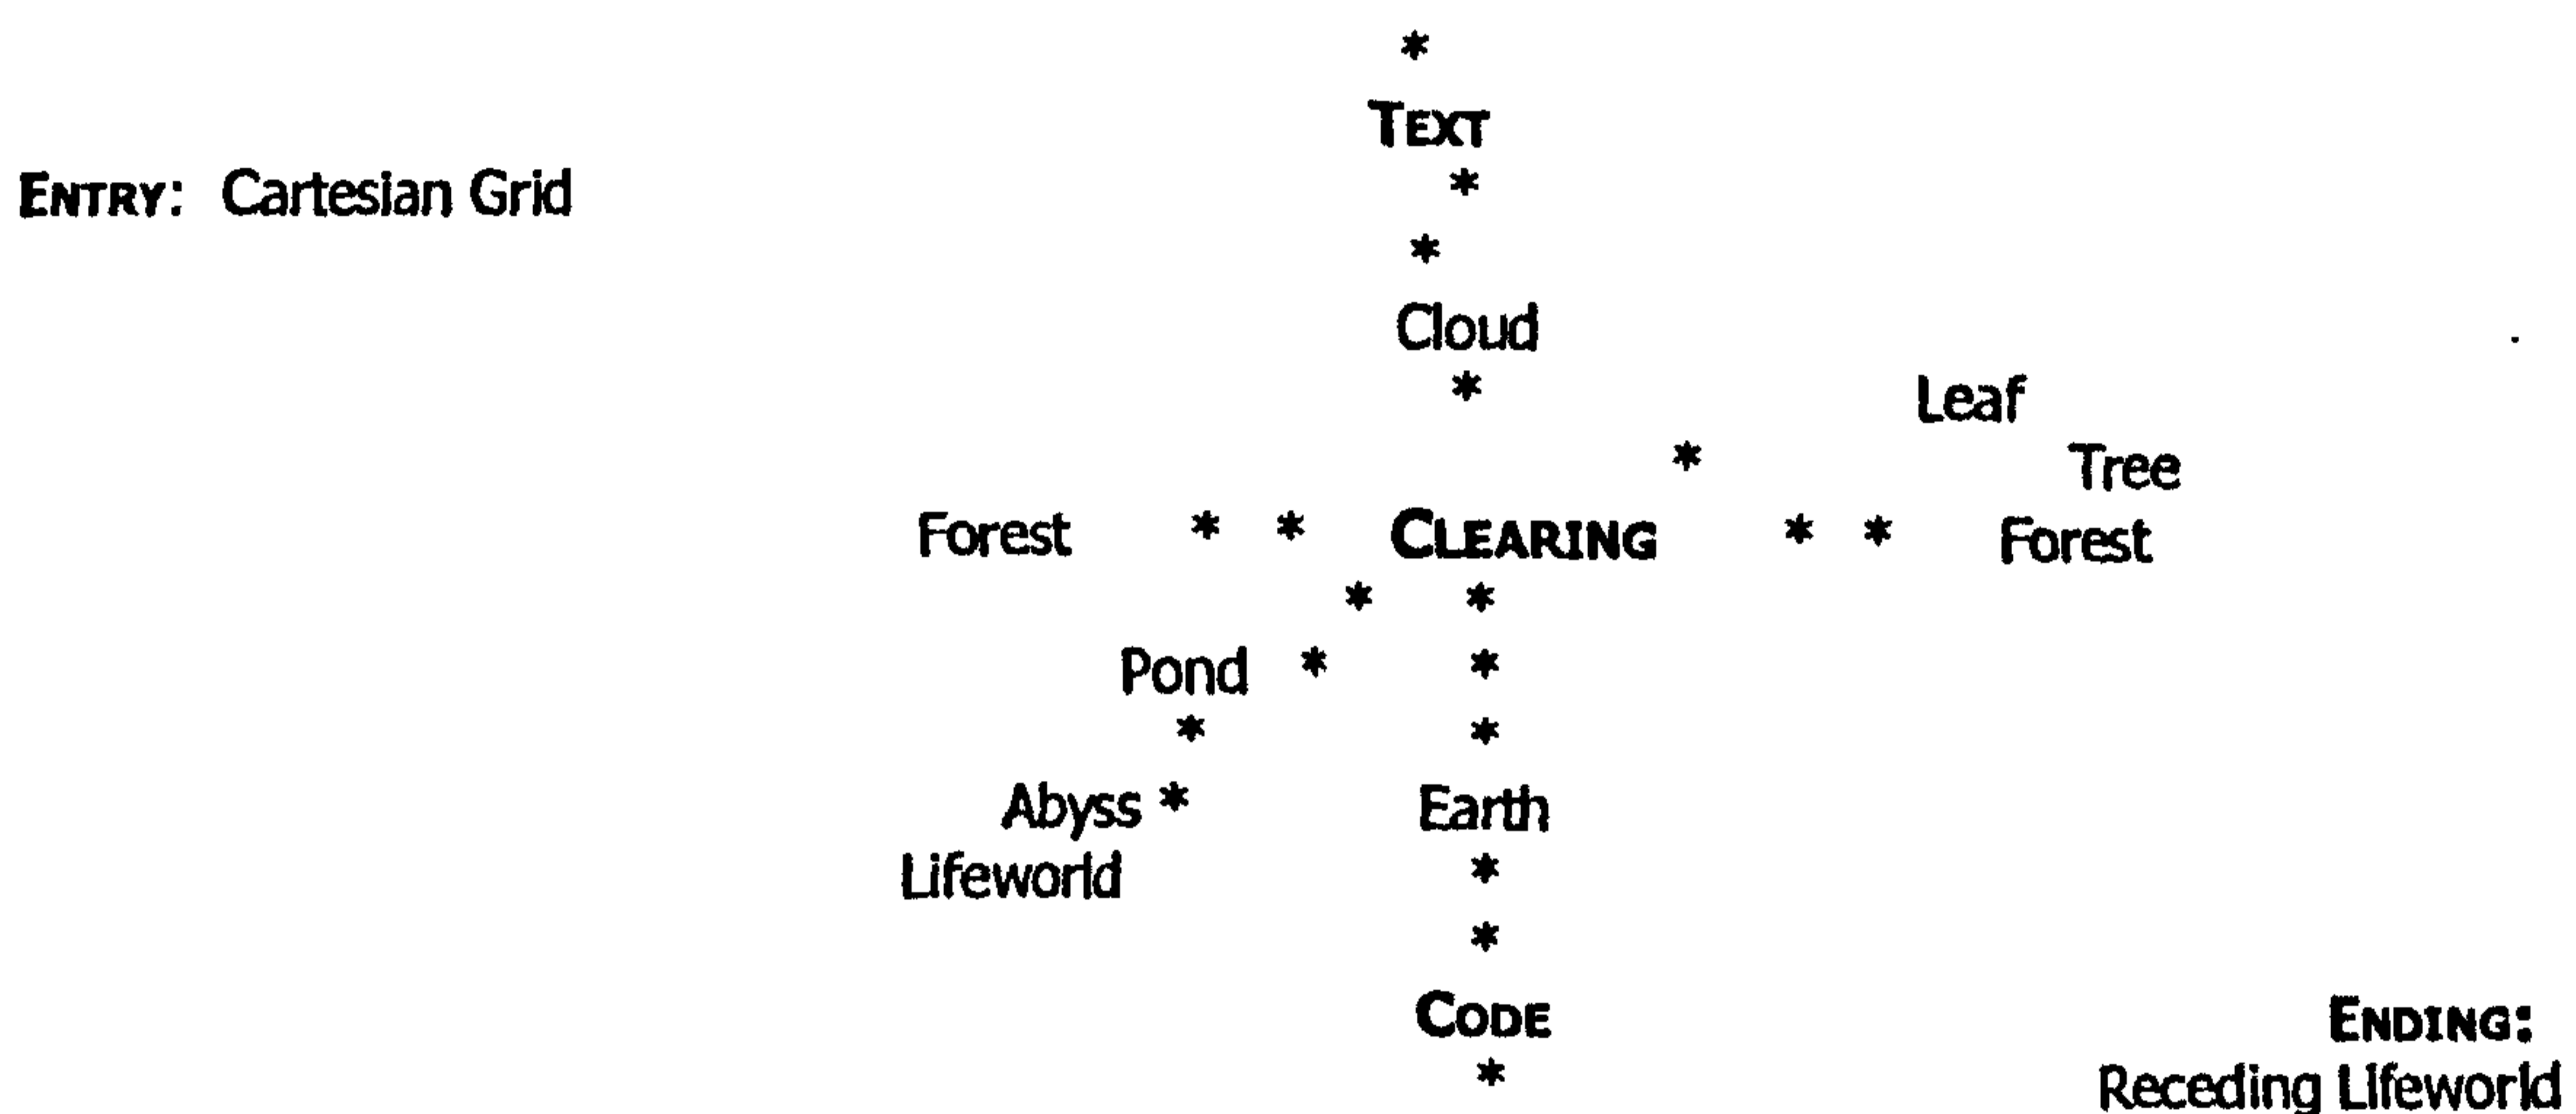 *
TEXT
ENTRY: Cartesian Grid
*
*
Cloud
*
Leaf
*
Tree
Forest * * CLEARING * * Forest
* *
Pond * *
* *
Abyss * Earth
Lifeworld
*
*
CODE
ENDING:
*
Receding Lifeworld